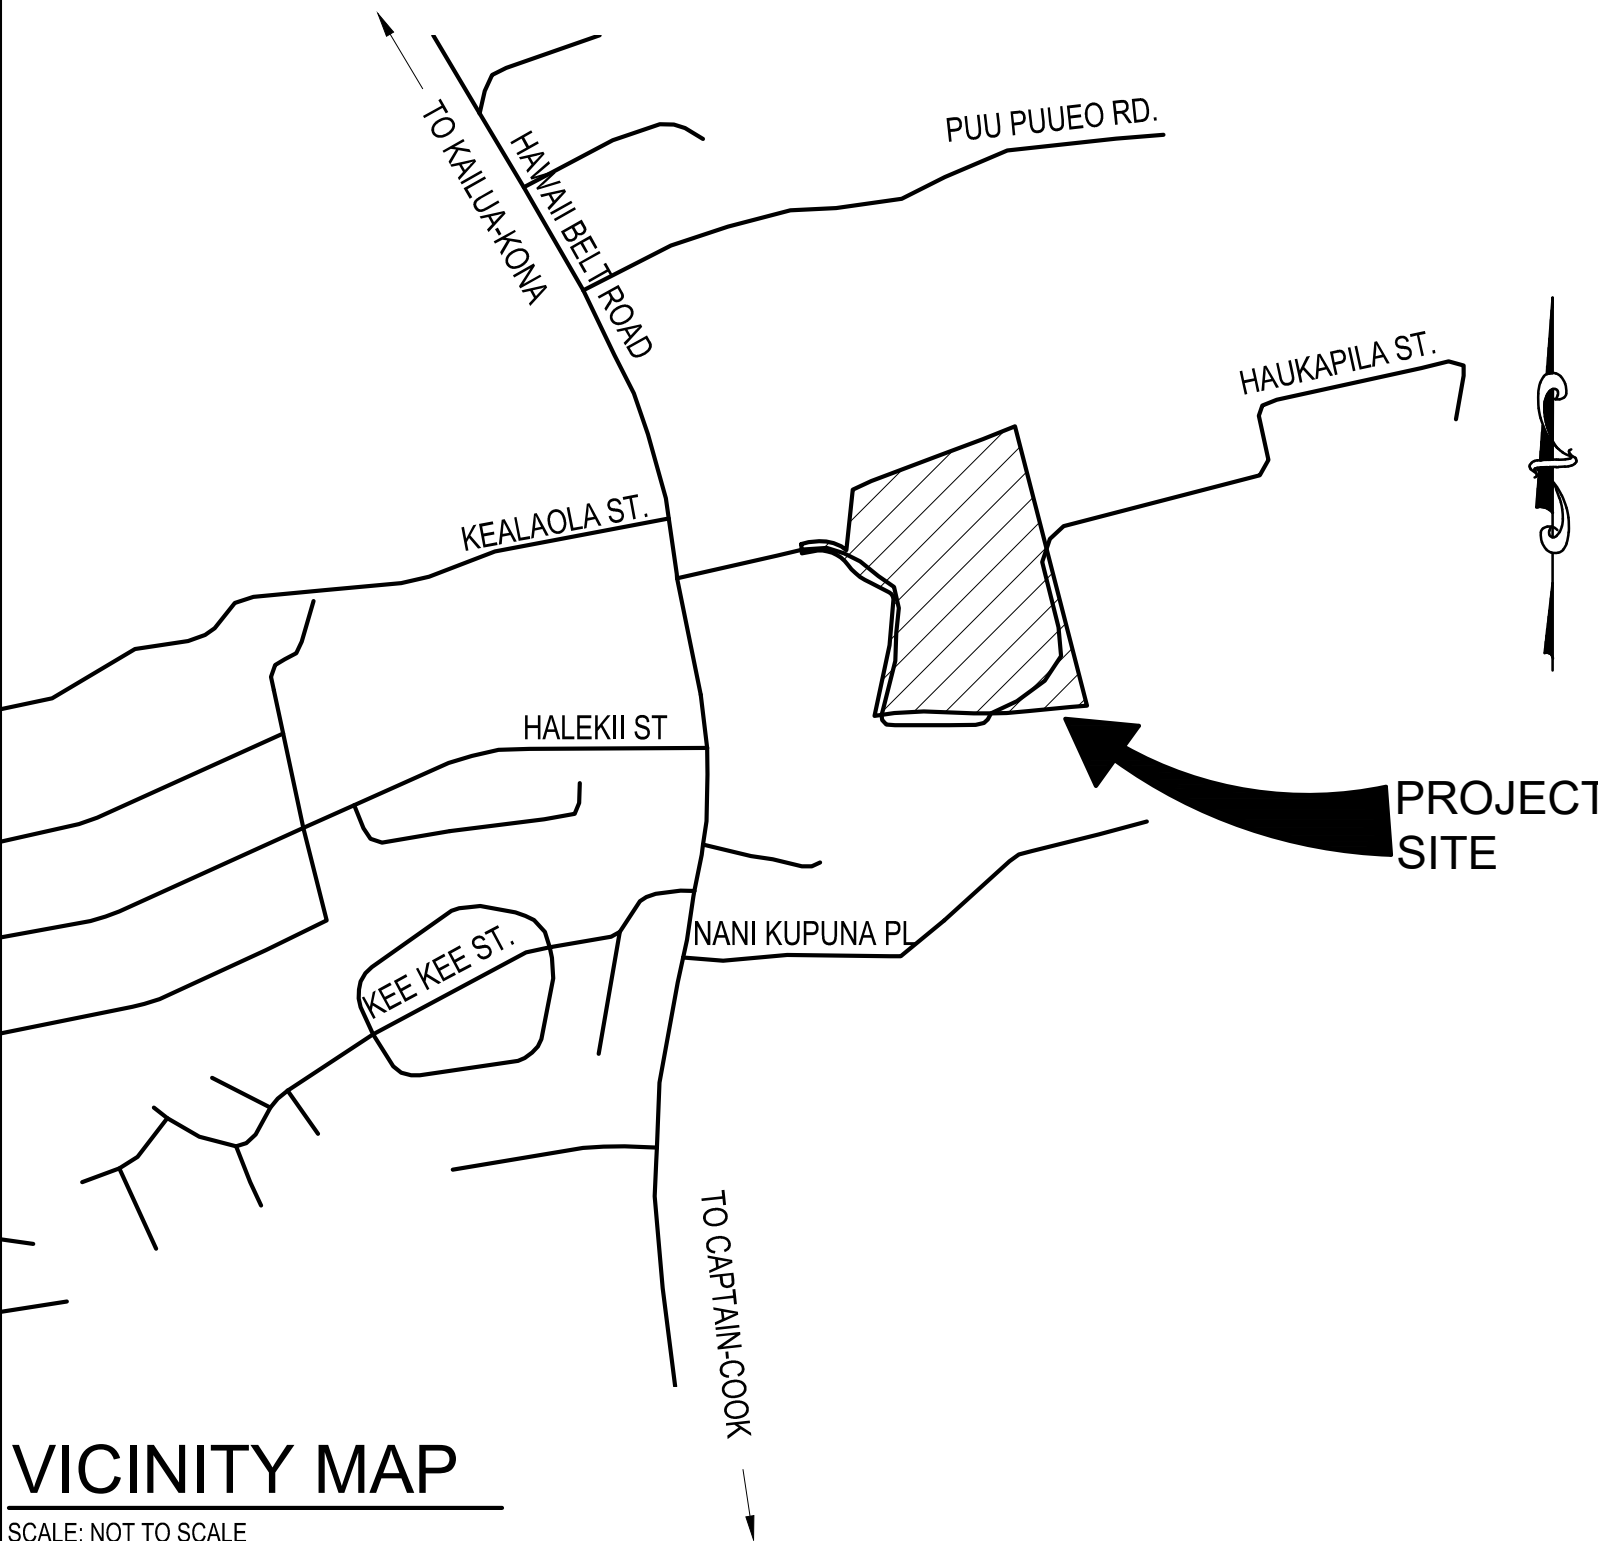 PUU PUUEO RD.
TO KAILUA-KONA
HAWAII BELT ROAD
HAUKAPILA ST.
KEALAOLA ST.
HALEKII ST
PROJECT
SITE
NANI KUPUNA PL
KEE KEE ST.
TO CAPTAIN-COOK
VICINITY MAP
SCALE: NOT TO SCALE